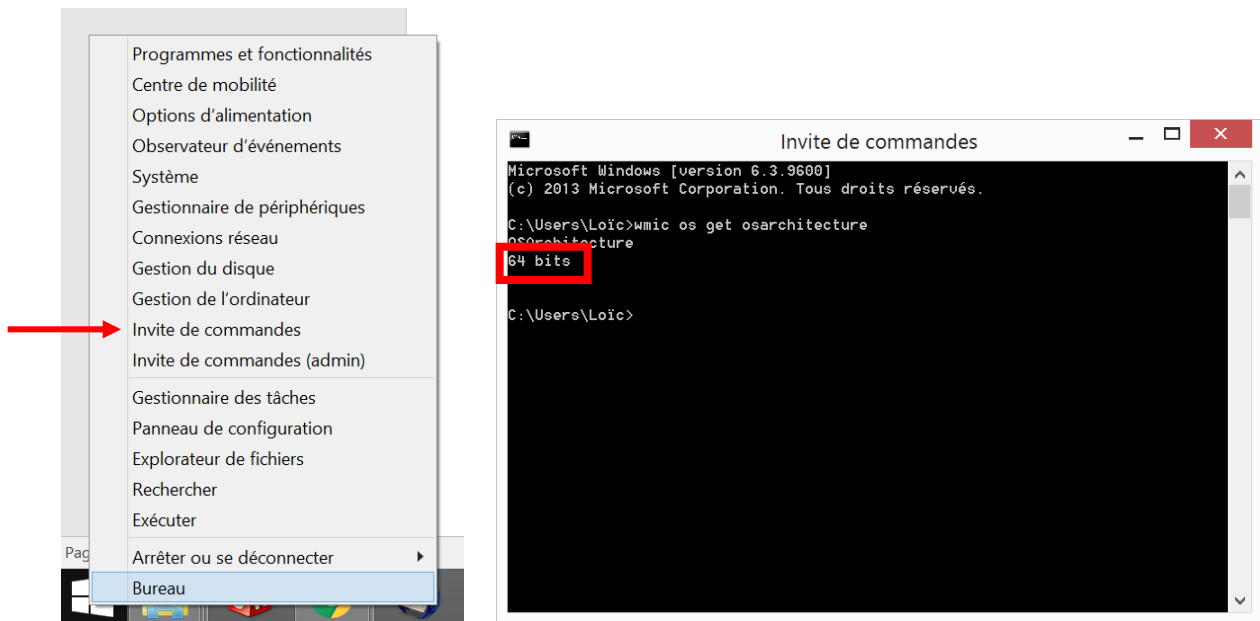 Programmes et fonctionnalités
Centre de mobilité
Options d'alimentation
Observateur d'événements
Système
Gestionnaire de périphériques
Connexions réseau
Gestion du disque
Gestion de l'ordinateur
Invite de commandes
Invite de commandes (admin)
Gestionnaire des tâches
Panneau de configuration
Explorateur de fichiers
Rechercher
Exécuter
Pag
Arrêter ou se déconnecter
Bureau
Invite de commandes
Microsoft Windows [version 6.3.9600]
(c) 2013 Microsoft Corporation. Tous droits réservés.
C:\Users\Loïc>wmic os get osarchitecture
OSArchitecture
64 bits
C:\Users\Loïc>